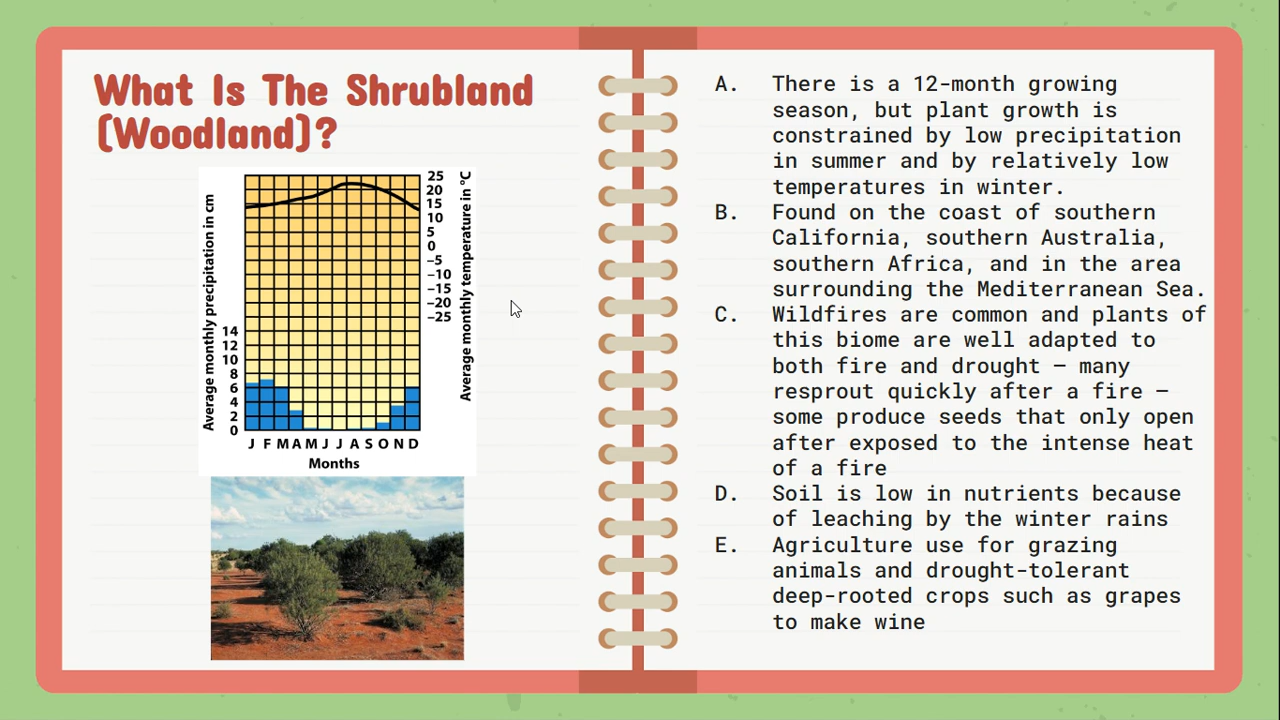 What Is The Shrubland
(Woodland)?
Average monthly precipitation in cm
25
20
15
10
5
0
–5
–10
–15
–20
–25
Average monthly temperature in °C
14
12
10
8
6
4
2
0
J F M A M J J A S O N D
Months
A. There is a 12-month growing
season, but plant growth is
constrained by low precipitation
in summer and by relatively low
temperatures in winter.
B. Found on the coast of southern
California, southern Australia,
southern Africa, and in the area
surrounding the Mediterranean Sea.
C. Wildfires are common and plants of
this biome are well adapted to
both fire and drought – many
resprout quickly after a fire –
some produce seeds that only open
after exposed to the intense heat
of a fire
D. Soil is low in nutrients because
of leaching by the winter rains
E. Agriculture use for grazing
animals and drought-tolerant
deep-rooted crops such as grapes
to make wine